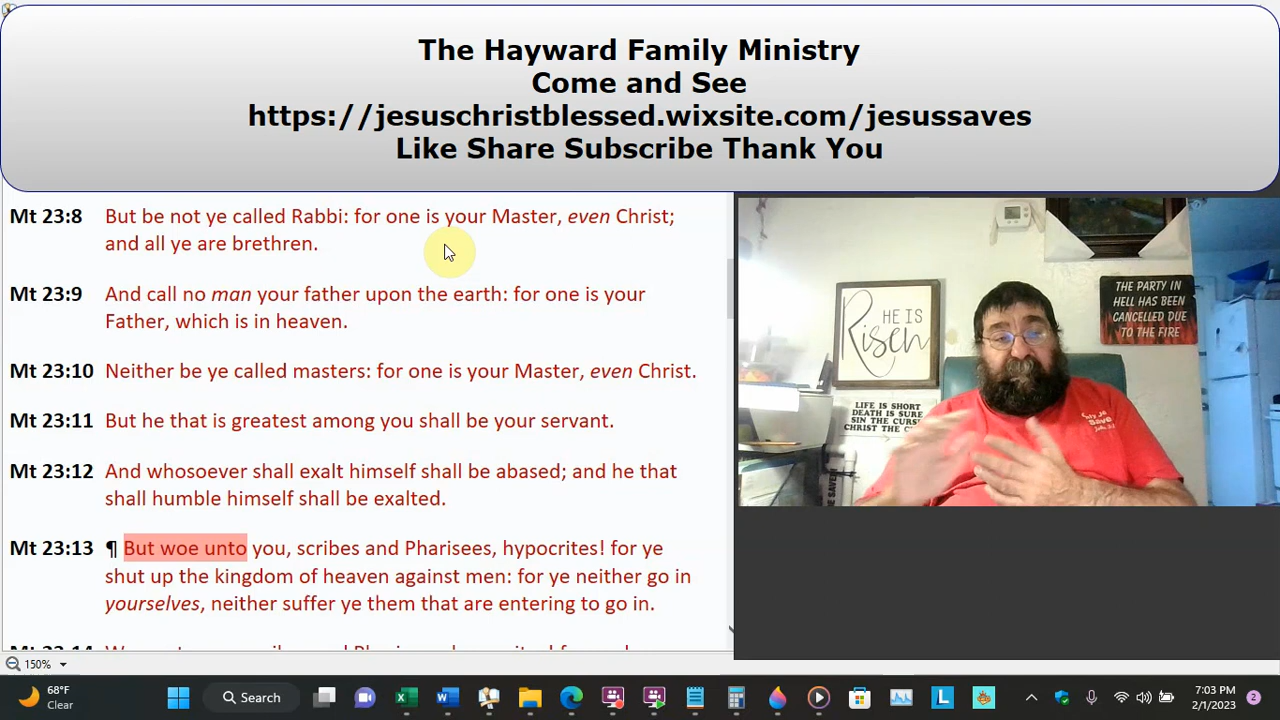 The Hayward Family Ministry
Come and See
https://jesuschristblessed.wixsite.com/jesussaves
Like Share Subscribe Thank You
Mt 23:8 But be not ye called Rabbi: for one is your Master, even Christ;
and all ye are brethren.
Mt 23:9 And call no man your father upon the earth: for one is your
Father, which is in heaven.
Mt 23:10 Neither be ye called masters: for one is your Master, even Christ.
Mt 23:11 But he that is greatest among you shall be your servant.
Mt 23:12 And whosoever shall exalt himself shall be abased; and he that
shall humble himself shall be exalted.
Mt 23:13 ¶ But woe unto you, scribes and Pharisees, hypocrites! for ye
shut up the kingdom of heaven against men: for ye neither go in
yourselves, neither suffer ye them that are entering to go in.
HE IS
Risen
THE PARTY IN
HELL HAS BEEN
CANCELLED DUE
TO THE FIRE
LIFE IS SHORT
DEATH IS SURE
SIN THE CURS
CHRIST THE C
150%
68°F
Clear
Search
7:03 PM
2/1/2023
2